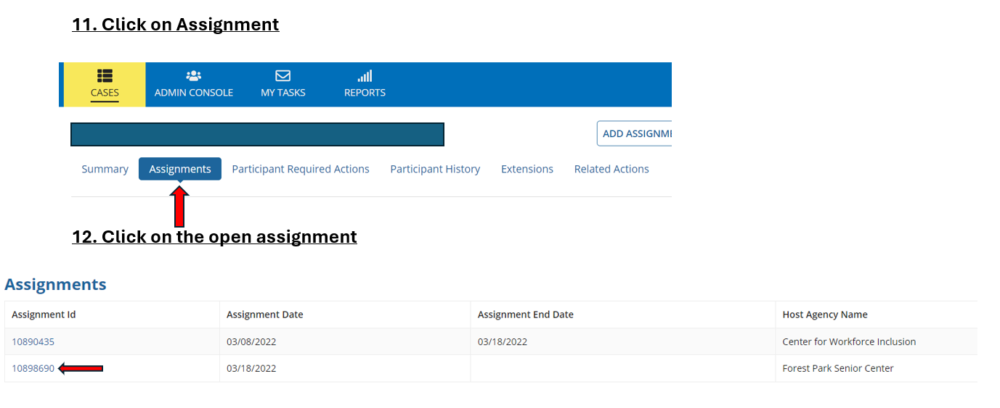 11. Click on Assignment
CASES ADMIN CONSOLE MY TASKS REPORTS
ADD ASSIGNME
Summary Assignments Participant Required Actions Participant History Extensions Related Actions
12. Click on the open assignment
Assignments
Assignment Id Assignment Date Assignment End Date Host Agency Name
10890435 03/08/2022 03/18/2022 Center for Workforce Inclusion
10898690 03/18/2022 Forest Park Senior Center